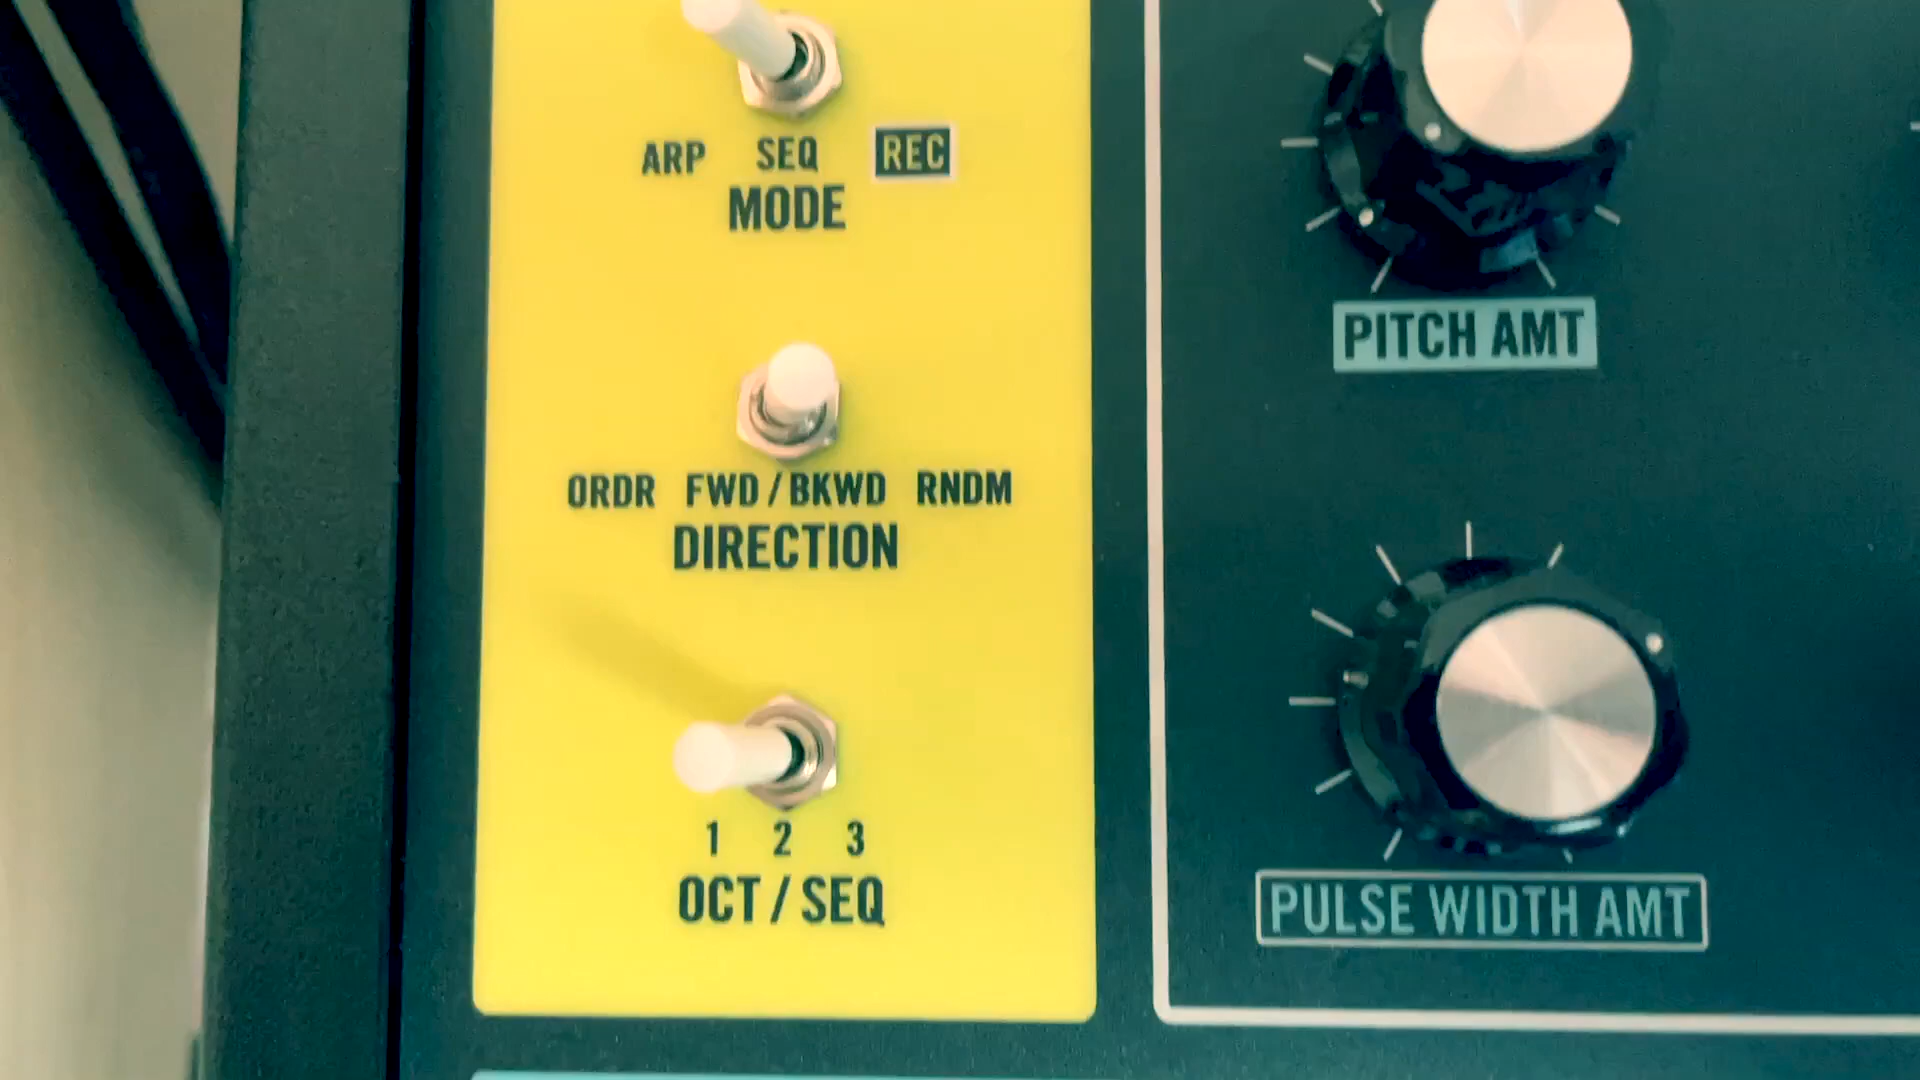 ARP SEQ REC
MODE
ORDR FWD / BKWD RNDM
DIRECTION
1 2 3
OCT / SEQ
PITCH AMT
PULSE WIDTH AMT